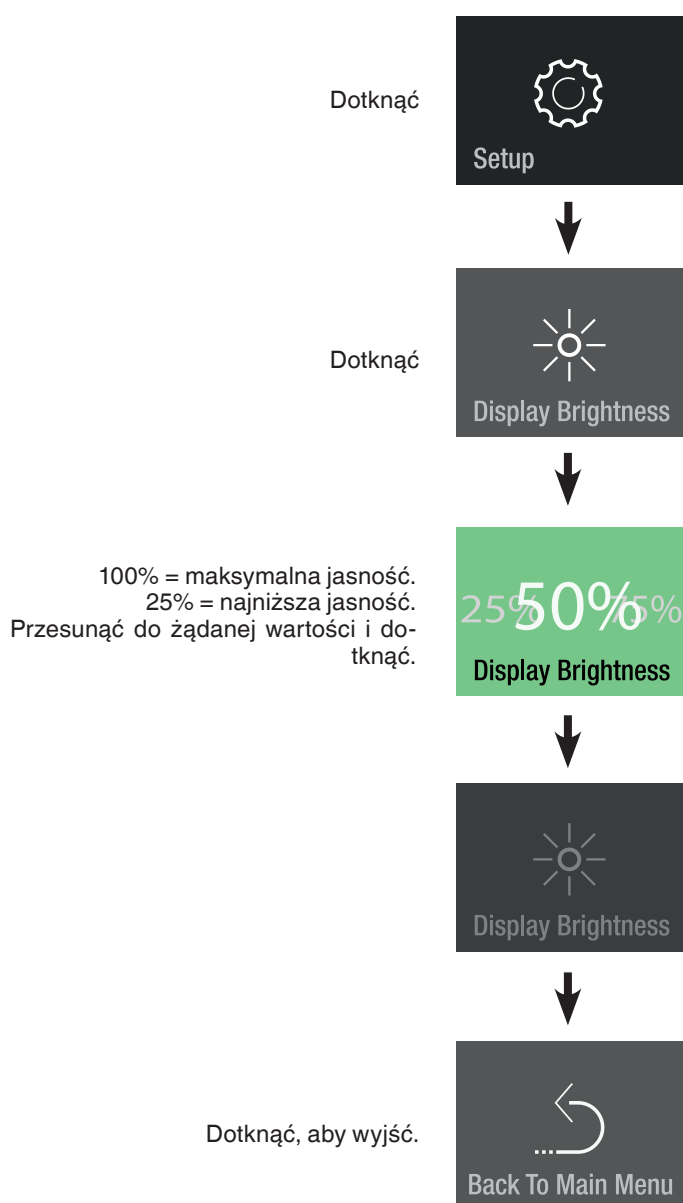 Dotknąć
Setup
Dotknąć
Display Brightness
100% = maksymalna jasność.
25% = najniższa jasność.
Przesunąć do żądanej wartości i do-
tknąć.
25% 50% 75%
Display Brightness
Display Brightness
Dotknąć, aby wyjść.
Back To Main Menu